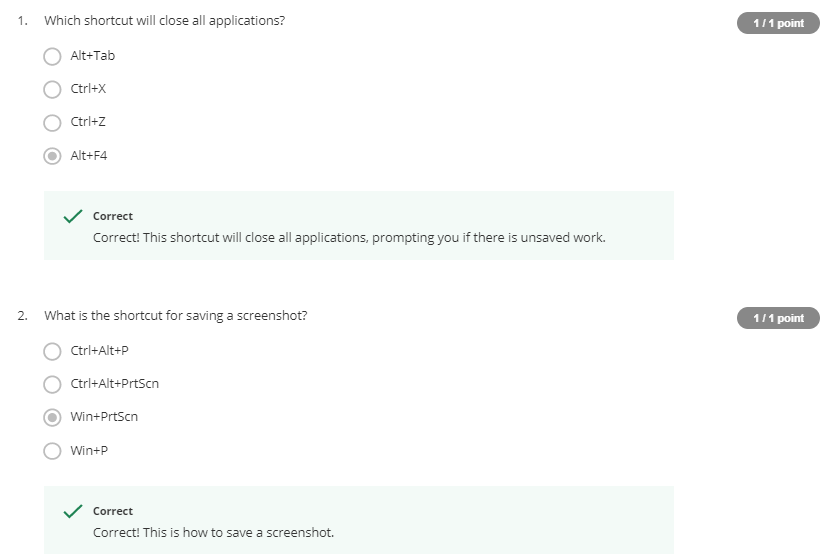 1. Which shortcut will close all applications?
1 / 1 point
Alt+Tab
Ctrl+X
Ctrl+Z
Alt+F4
Correct
Correct! This shortcut will close all applications, prompting you if there is unsaved work.
2. What is the shortcut for saving a screenshot?
1 / 1 point
Ctrl+Alt+P
Ctrl+Alt+PrtScn
Win+PrtScn
Win+P
Correct
Correct! This is how to save a screenshot.